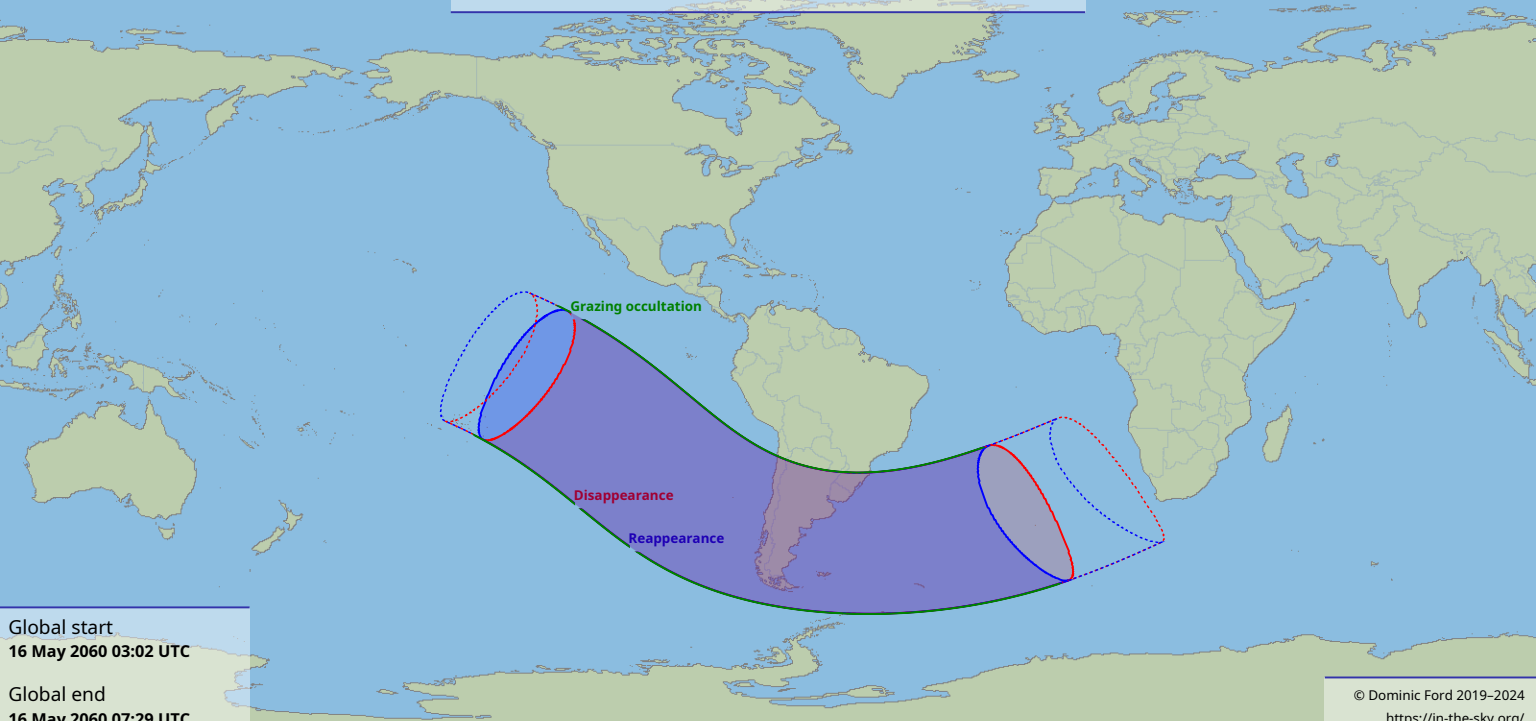 Grazing occultation
Disappearance
Reappearance
Global start
16 May 2060 03:02 UTC
Global end
16 May 2060 07:29 UTC
© Dominic Ford 2019–2024
https://in-the-sky.org/